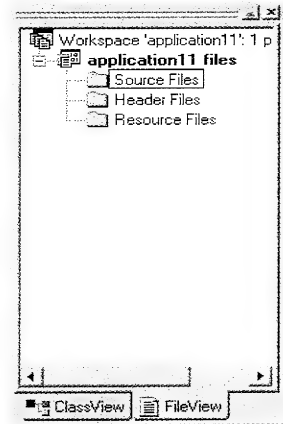 Workspace 'application11': 1 p
application11 files
Source Files
Header Files
Resource Files
ClassView
FileView